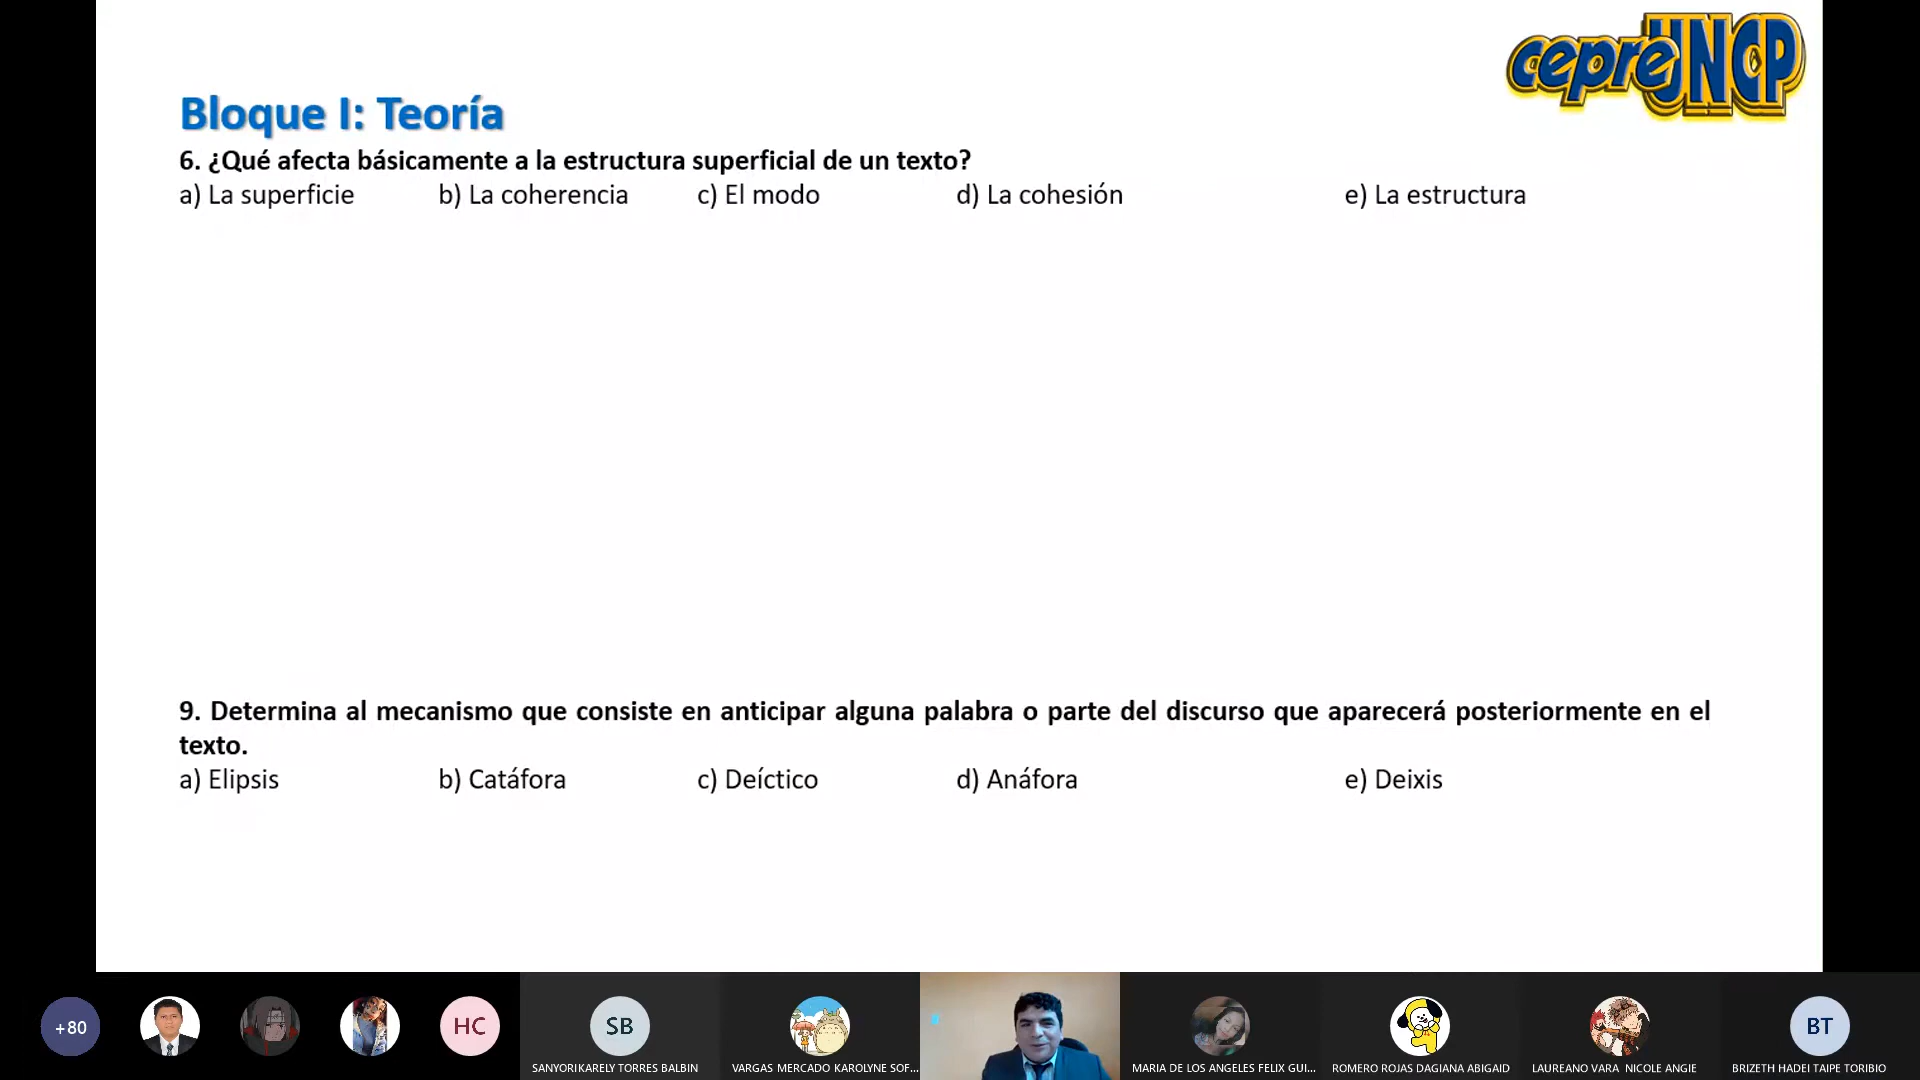 cepreUNCP
Bloque I: Teoría
6. ¿Qué afecta básicamente a la estructura superficial de un texto?
a) La superficie b) La coherencia c) El modo d) La cohesión e) La estructura
9. Determina al mecanismo que consiste en anticipar alguna palabra o parte del discurso que aparecerá posteriormente en el
texto.
a) Elipsis b) Catáfora c) Deíctico d) Anáfora e) Deixis
+80 HC SB BT
SANYORIKARELY TORRES BALBIN VARGAS MERCADO KAROLYNE SOF... MARIA DE LOS ANGELES FELIX GUI... ROMERO ROJAS DAGIANA ABIGAID LAUREANO VARA NICOLE ANGIE BRIZETH HADEI TAIPE TORIBIO